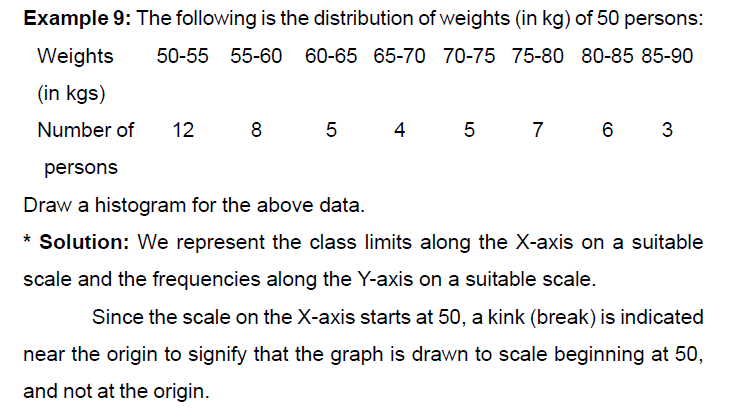 Example 9: The following is the distribution of weights (in kg) of 50 persons:
Weights 50-55 55-60 60-65 65-70 70-75 75-80 80-85 85-90
(in kgs)
Number of 12 8 5 4 5 7 6 3
persons
Draw a histogram for the above data.
* Solution: We represent the class limits along the X-axis on a suitable
scale and the frequencies along the Y-axis on a suitable scale.
Since the scale on the X-axis starts at 50, a kink (break) is indicated
near the origin to signify that the graph is drawn to scale beginning at 50,
and not at the origin.